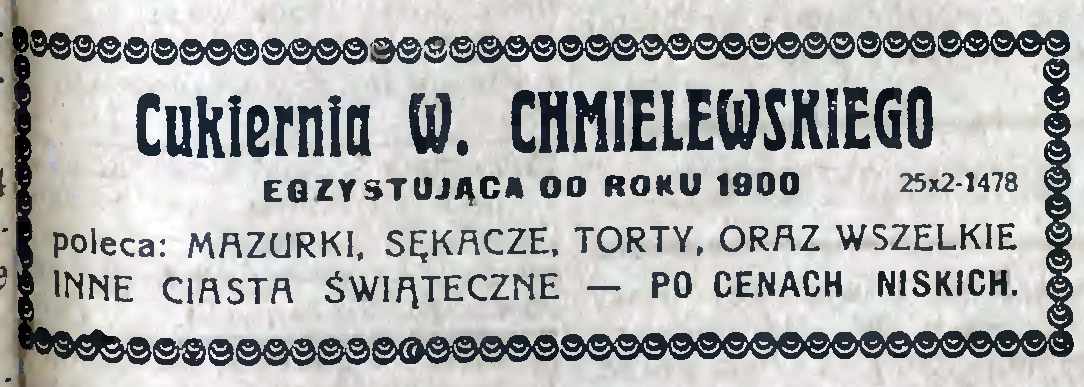 Cukiernia W. CHMIELEWSKIEGO
EGZYSTUJĄCA OD ROKU 1900 25x2-1478
poleca: MAZURKI, SĘKACZE, TORTY, ORAZ WSZELKIE
INNE CIASTA ŚWIĄTECZNE — PO CENACH NISKICH.